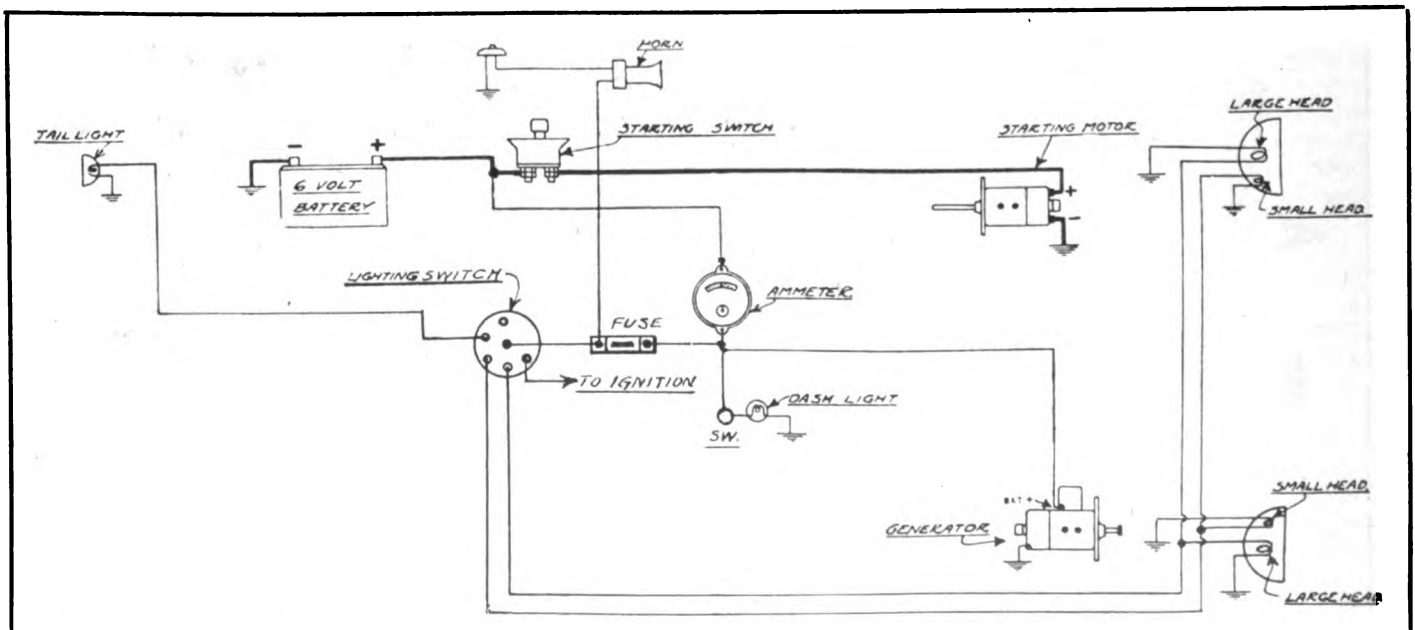 HORN
LARGE HEAD
TAIL LIGHT
STARTING SWITCH
STARTING MOTOR
- +
6 VOLT
BATTERY
+
-
SMALL HEAD
LIGHTING SWITCH
AMMETER
FUSE
TO IGNITION
DASH LIGHT
SW.
SMALL HEAD
BAT +
GENERATOR
LARGE HEAD